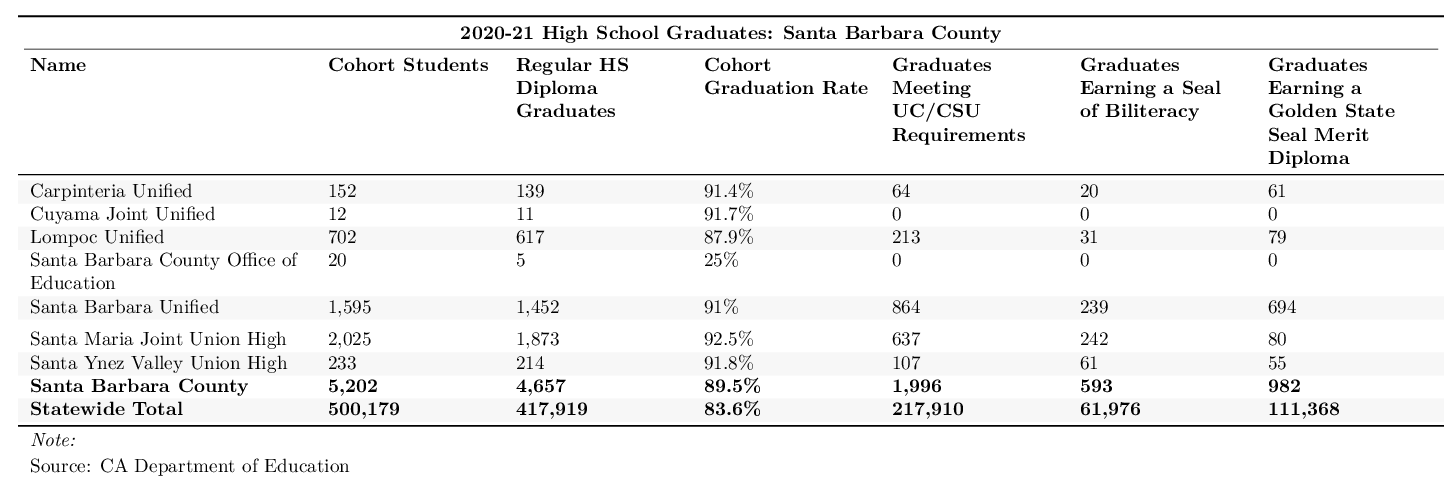 2020-21 High School Graduates: Santa Barbara County
Name Cohort Students Regular HS Diploma Graduates Cohort Graduation Rate Graduates Meeting UC/CSU Requirements Graduates Earning a Seal of Biliteracy Graduates Earning a Golden State Seal Merit Diploma
Carpinteria Unified 152 139 91.4% 64 20 61
Cuyama Joint Unified 12 11 91.7% 0 0 0
Lompoc Unified 702 617 87.9% 213 31 79
Santa Barbara County Office of Education 20 5 25% 0 0 0
Santa Barbara Unified 1,595 1,452 91% 864 239 694
Santa Maria Joint Union High 2,025 1,873 92.5% 637 242 80
Santa Ynez Valley Union High 233 214 91.8% 107 61 55
Santa Barbara County 5,202 4,657 89.5% 1,996 593 982
Statewide Total 500,179 417,919 83.6% 217,910 61,976 111,368
Note:
Source: CA Department of Education